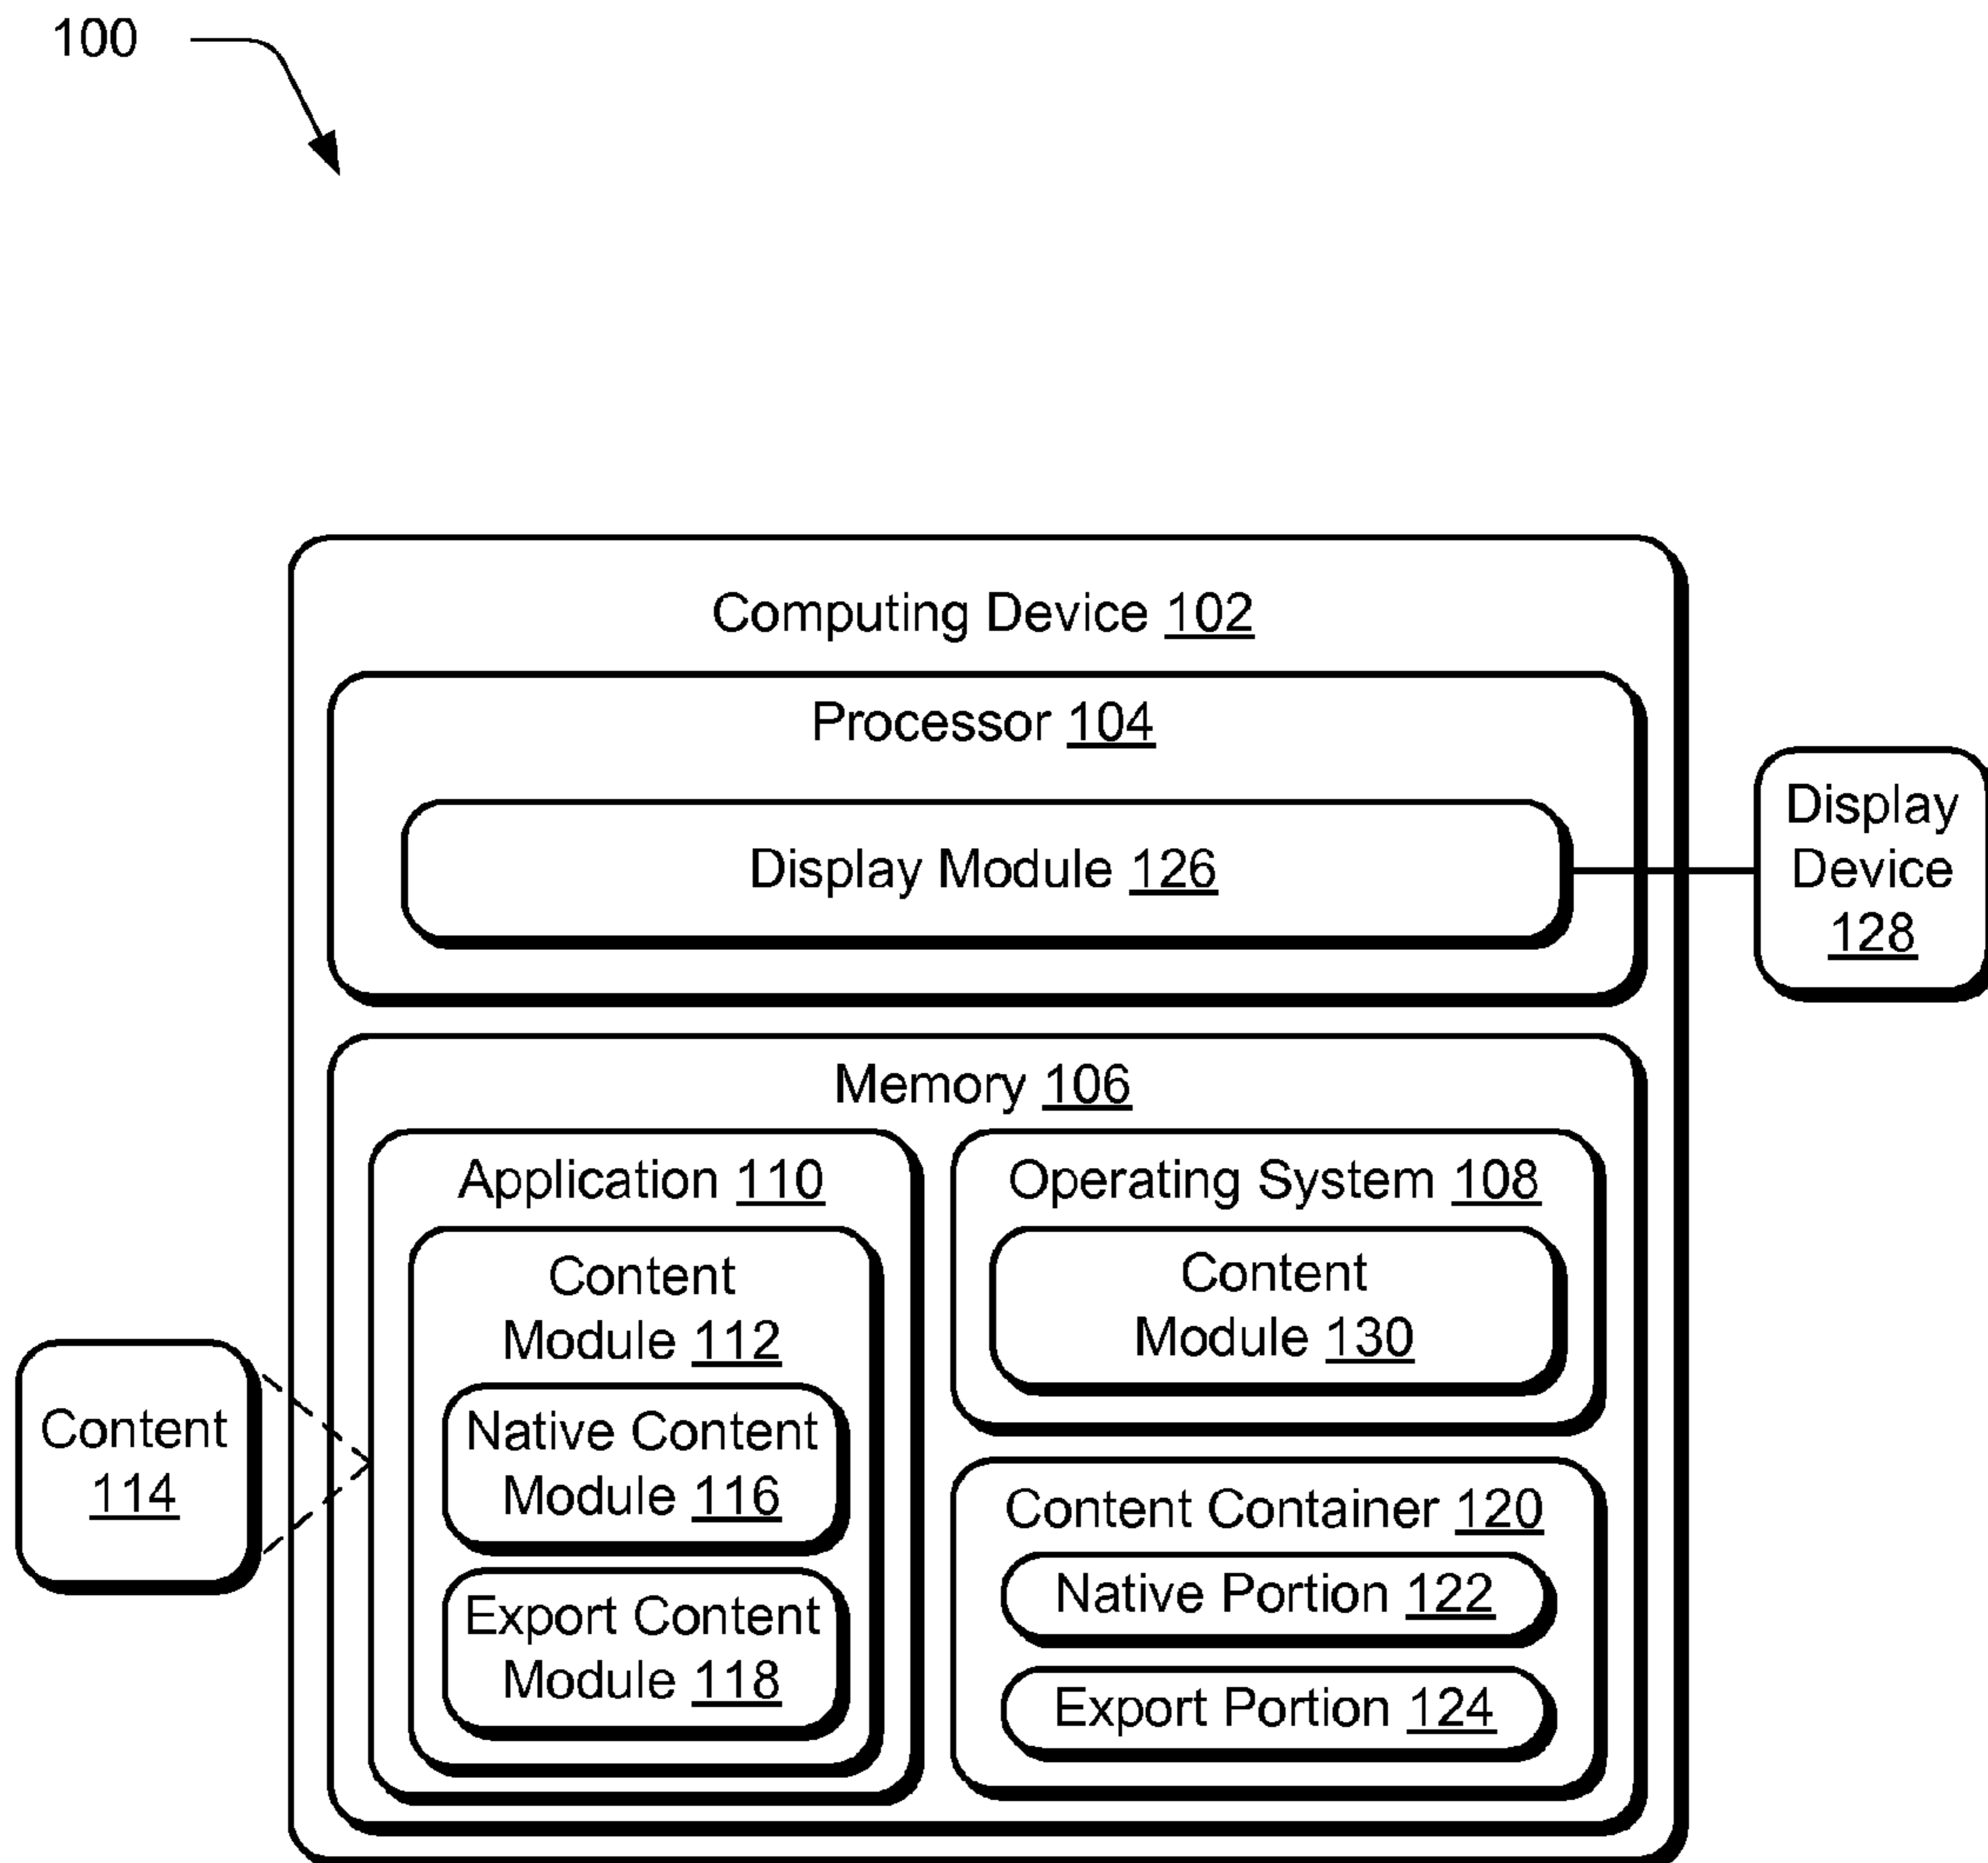 100
Computing Device 102
Processor 104
Display Module 126
Display
Device
128
Memory 106
Application 110
Content
Module 112
Native Content
Module 116
Export Content
Module 118
Operating System 108
Content
Module 130
Content Container 120
Native Portion 122
Export Portion 124
Content
114